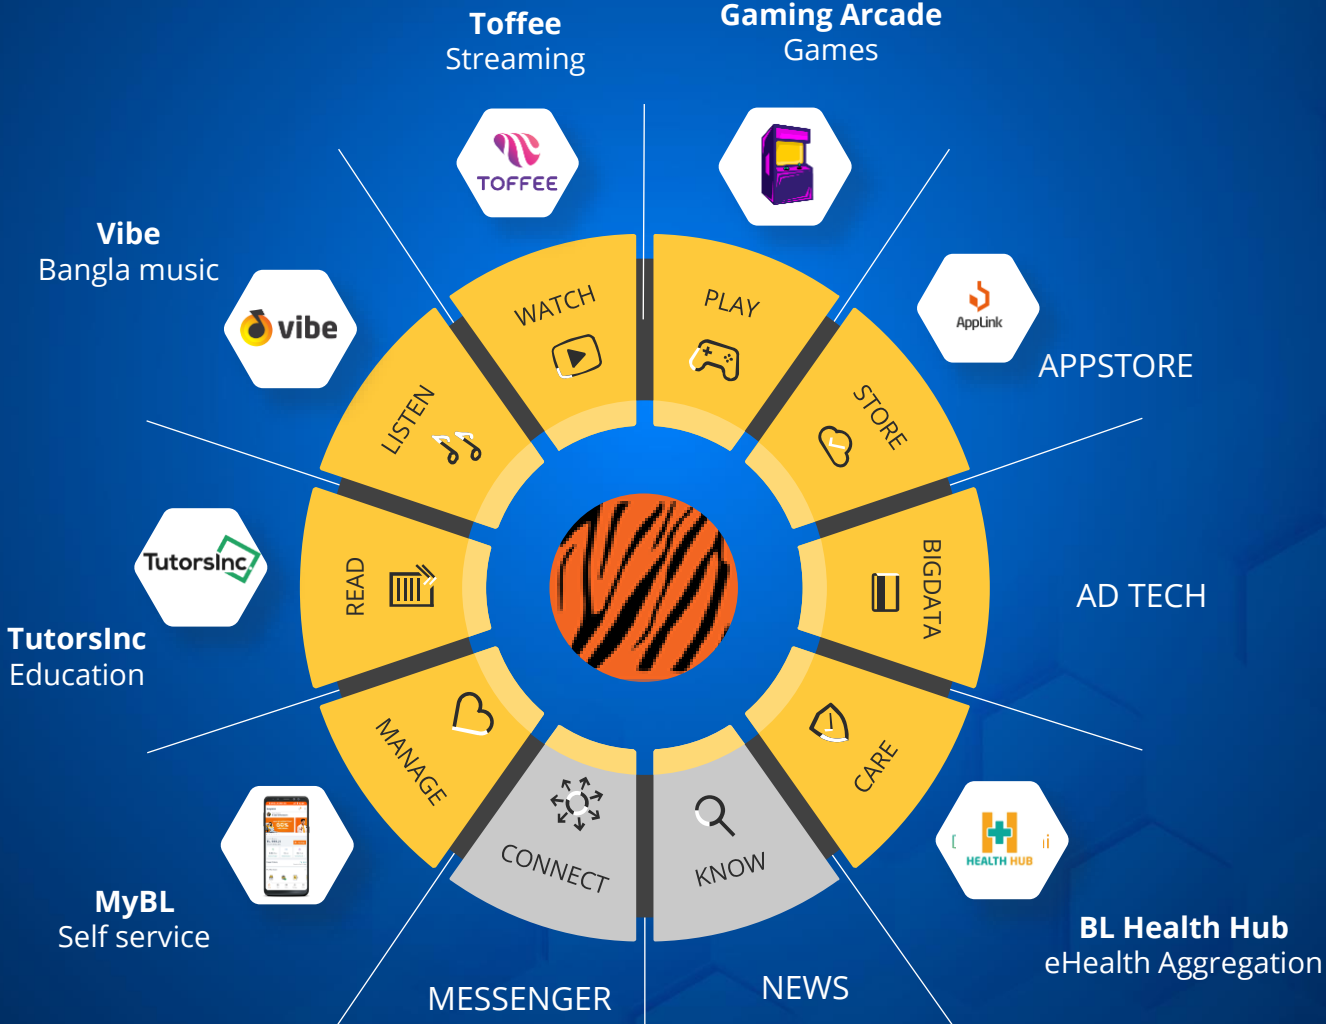 Toffee
Streaming
Gaming Arcade
Games
TOFFEE
Vibe
Bangla music
vibe
AppLink
APPSTORE
WATCH
PLAY
LISTEN
STORE
TutorsInc
READ
BIGDATA
AD TECH
TutorsInc
Education
MANAGE
CARE
CONNECT
KNOW
HEALTH HUB
MyBL
Self service
BL Health Hub
eHealth Aggregation
MESSENGER
NEWS